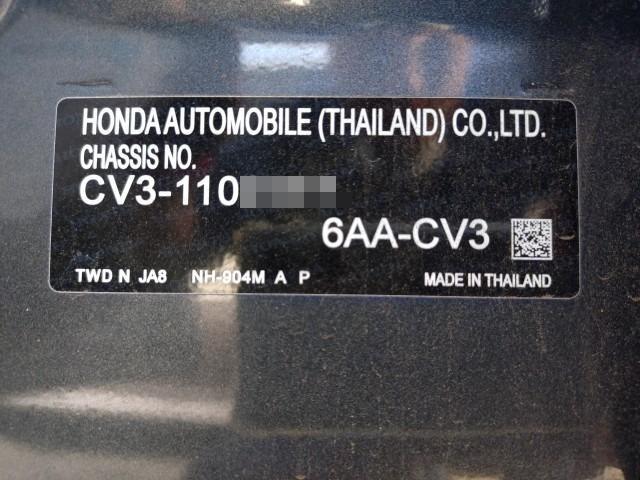 HONDA AUTOMOBILE (THAILAND) CO.,LTD.
CHASSIS NO.
CV3-110
6AA-CV3
TWD N JA8 NH-904M A P MADE IN THAILAND